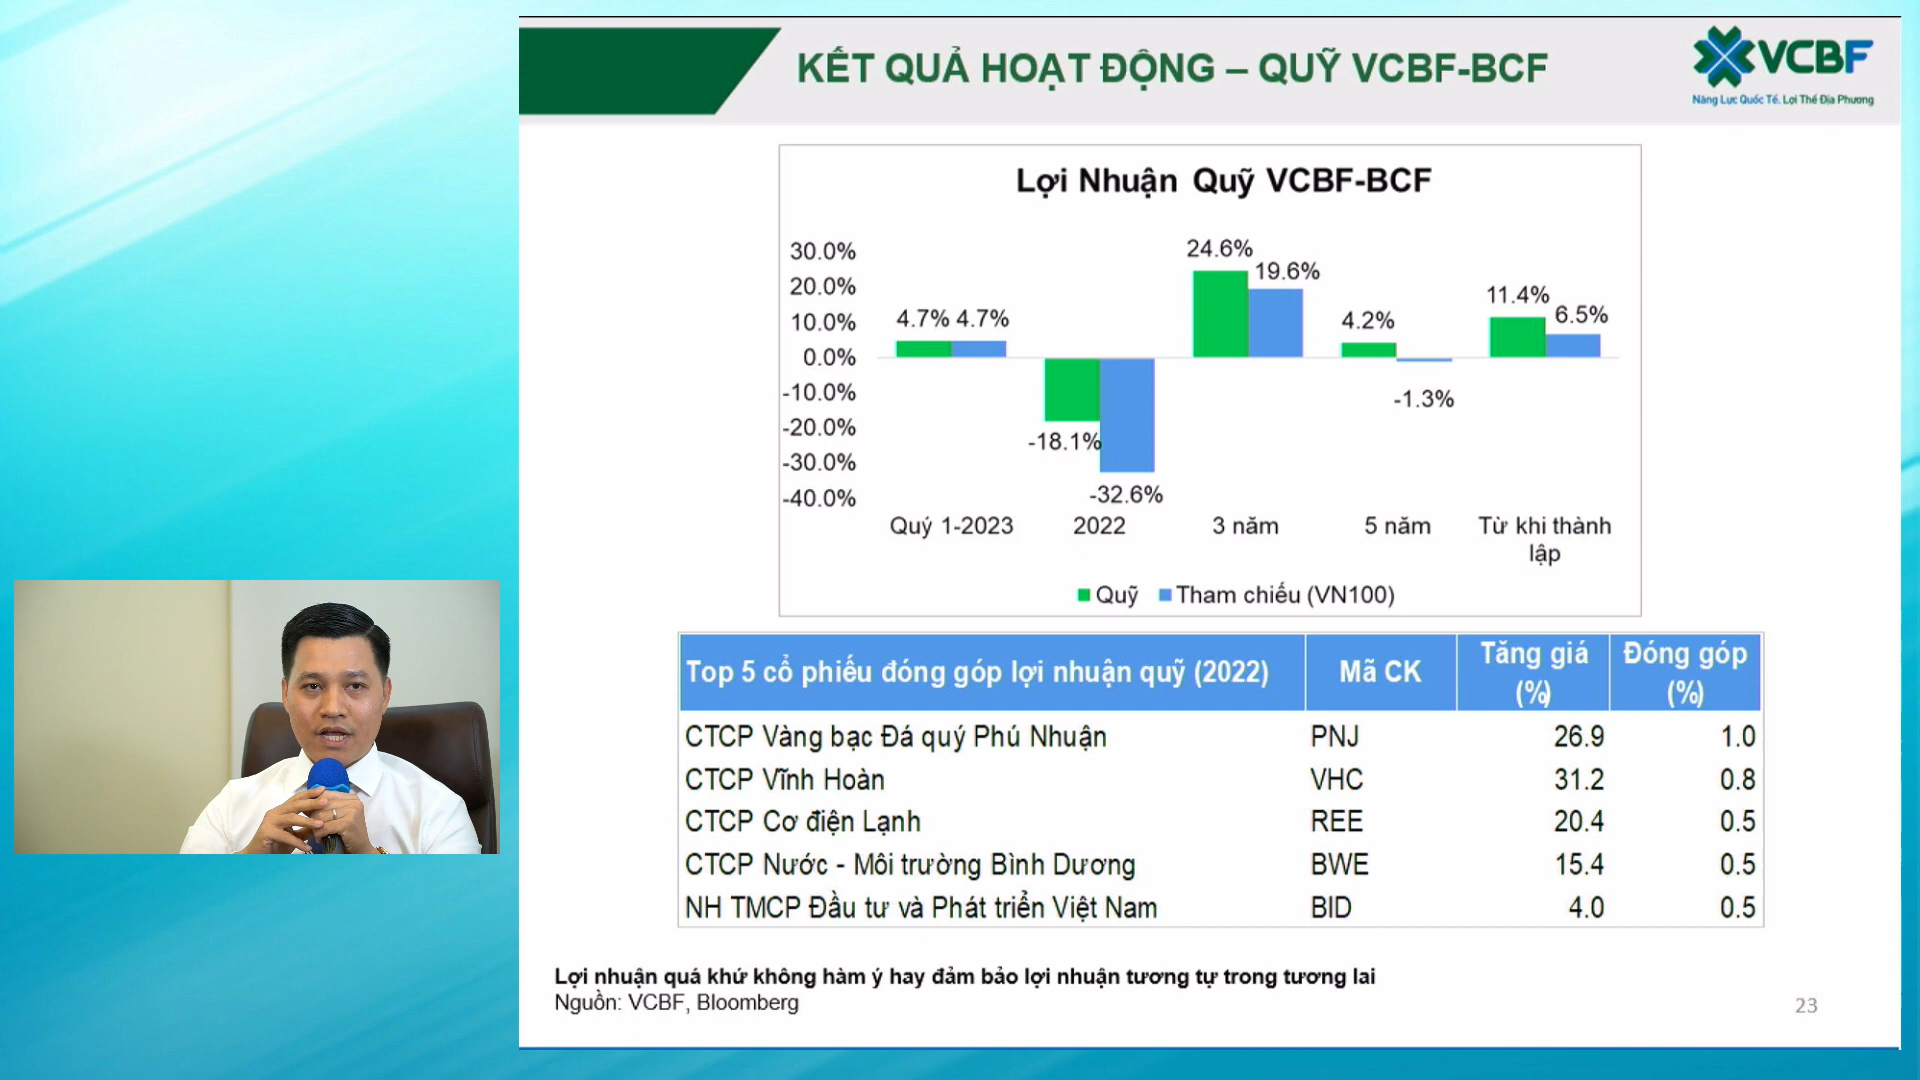 KẾT QUẢ HOẠT ĐỘNG – QUỸ VCBF-BCF
VCBF
Năng Lực Quốc Tế. Lợi Thế Địa Phương
Lợi Nhuận Quỹ VCBF-BCF
30.0%
20.0%
10.0%
0.0%
-10.0%
-20.0%
-30.0%
-40.0%
4.7% 4.7%
-18.1%
-32.6%
24.6%
19.6%
4.2%
-1.3%
11.4%
6.5%
Quý 1-2023 2022 3 năm 5 năm Từ khi thành
lập
Quỹ Tham chiếu (VN100)
Top 5 cổ phiếu đóng góp lợi nhuận quỹ (2022) Mã CK Tăng giá (%) Đóng góp (%)
CTCP Vàng bạc Đá quý Phú Nhuận PNJ 26.9 1.0
CTCP Vĩnh Hoàn VHC 31.2 0.8
CTCP Cơ điện Lạnh REE 20.4 0.5
CTCP Nước - Môi trường Bình Dương BWE 15.4 0.5
NH TMCP Đầu tư và Phát triển Việt Nam BID 4.0 0.5
Lợi nhuận quá khứ không hàm ý hay đảm bảo lợi nhuận tương tự trong tương lai
Nguồn: VCBF, Bloomberg
23